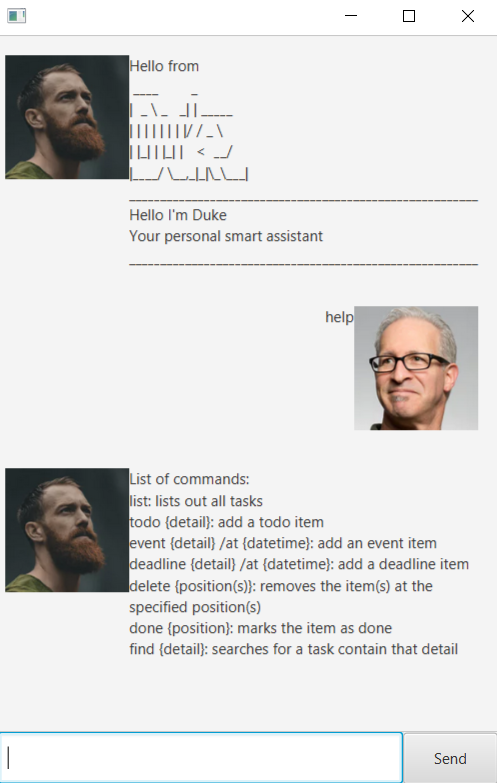 Hello from
 ____        _
|  _ \ _   _| | _____
| | | | | | | |/ / _ \
| |_| | |_| |   <  __/
|____/ \__,_|_|\_\___|
____________________________________________________________
Hello I'm Duke
Your personal smart assistant
____________________________________________________________
help
List of commands:
list: lists out all tasks
todo {detail}: add a todo item
event {detail} /at {datetime}: add an event item
deadline {detail} /at {datetime}: add a deadline item
delete {position(s)}: removes the item(s) at the
specified position(s)
done {position}: marks the item as done
find {detail}: searches for a task contain that detail
Send